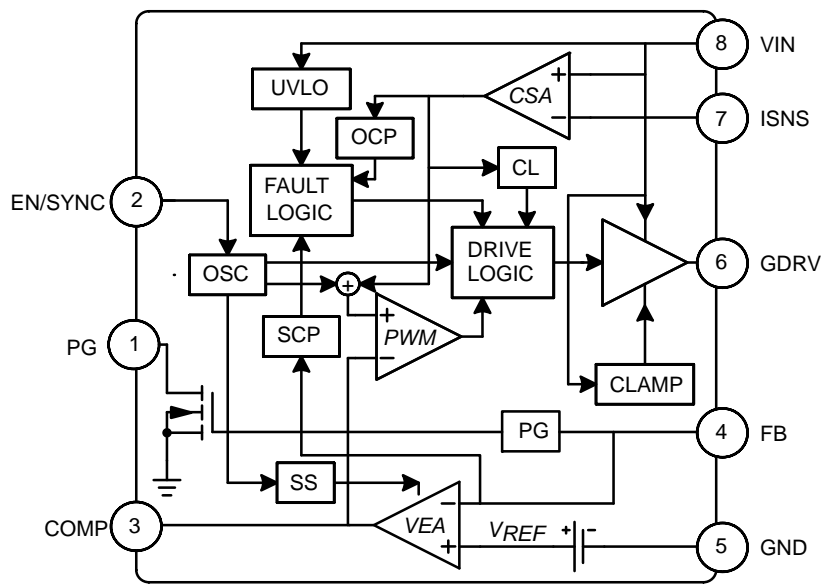 8 VIN
UVLO
+
CSA
−
OCP
7 ISNS
CL
FAULT
LOGIC
EN/SYNC 2
DRIVE
LOGIC
OSC
+
6 GDRV
+
PWM
−
SCP
PG 1
CLAMP
PG
4 FB
SS
−
VEA
+
VREF
+ −
COMP 3
5 GND